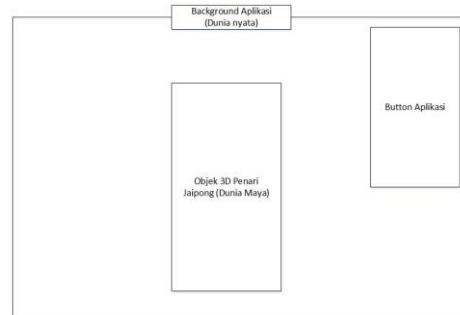 Background Aplikasi
(Dunia nyata)
Button Aplikasi
Objek 3D Penari
Jaipong (Dunia Maya)